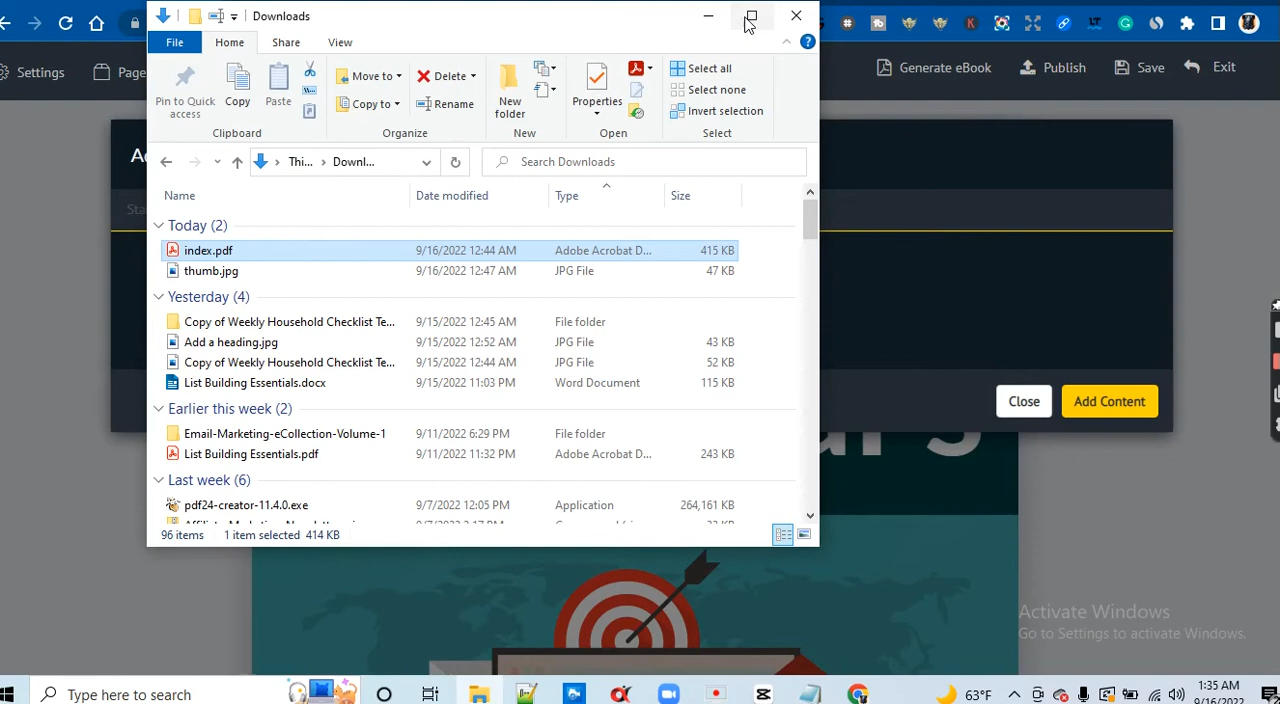 Downloads
File Home Share View
Settings
Generate eBook Publish Save Exit
Pin to Quick access
Copy
Paste
Move to
Copy to
Delete
Rename
New folder
Properties
Select all
Select none
Invert selection
Clipboard Organize New Open Select
Thi... Downl...
Search Downloads
Name Date modified Type Size
Today (2)
index.pdf 9/16/2022 12:44 AM Adobe Acrobat D... 415 KB
thumb.jpg 9/16/2022 12:47 AM JPG File 47 KB
Yesterday (4)
Copy of Weekly Household Checklist Te... 9/15/2022 12:45 AM File folder
Add a heading.jpg 9/15/2022 12:52 AM JPG File 43 KB
Copy of Weekly Household Checklist Te... 9/15/2022 12:44 AM JPG File 52 KB
List Building Essentials.docx 9/15/2022 11:03 PM Word Document 115 KB
Earlier this week (2)
Email-Marketing-eCollection-Volume-1 9/11/2022 6:29 PM File folder
List Building Essentials.pdf 9/11/2022 11:32 PM Adobe Acrobat D... 243 KB
Last week (6)
pdf24-creator-11.4.0.exe 9/7/2022 12:05 PM Application 264,161 KB
96 items 1 item selected 414 KB
Close Add Content
Activate Windows
Go to Settings to activate Windows.
Type here to search
63°F
1:35 AM
9/16/2022